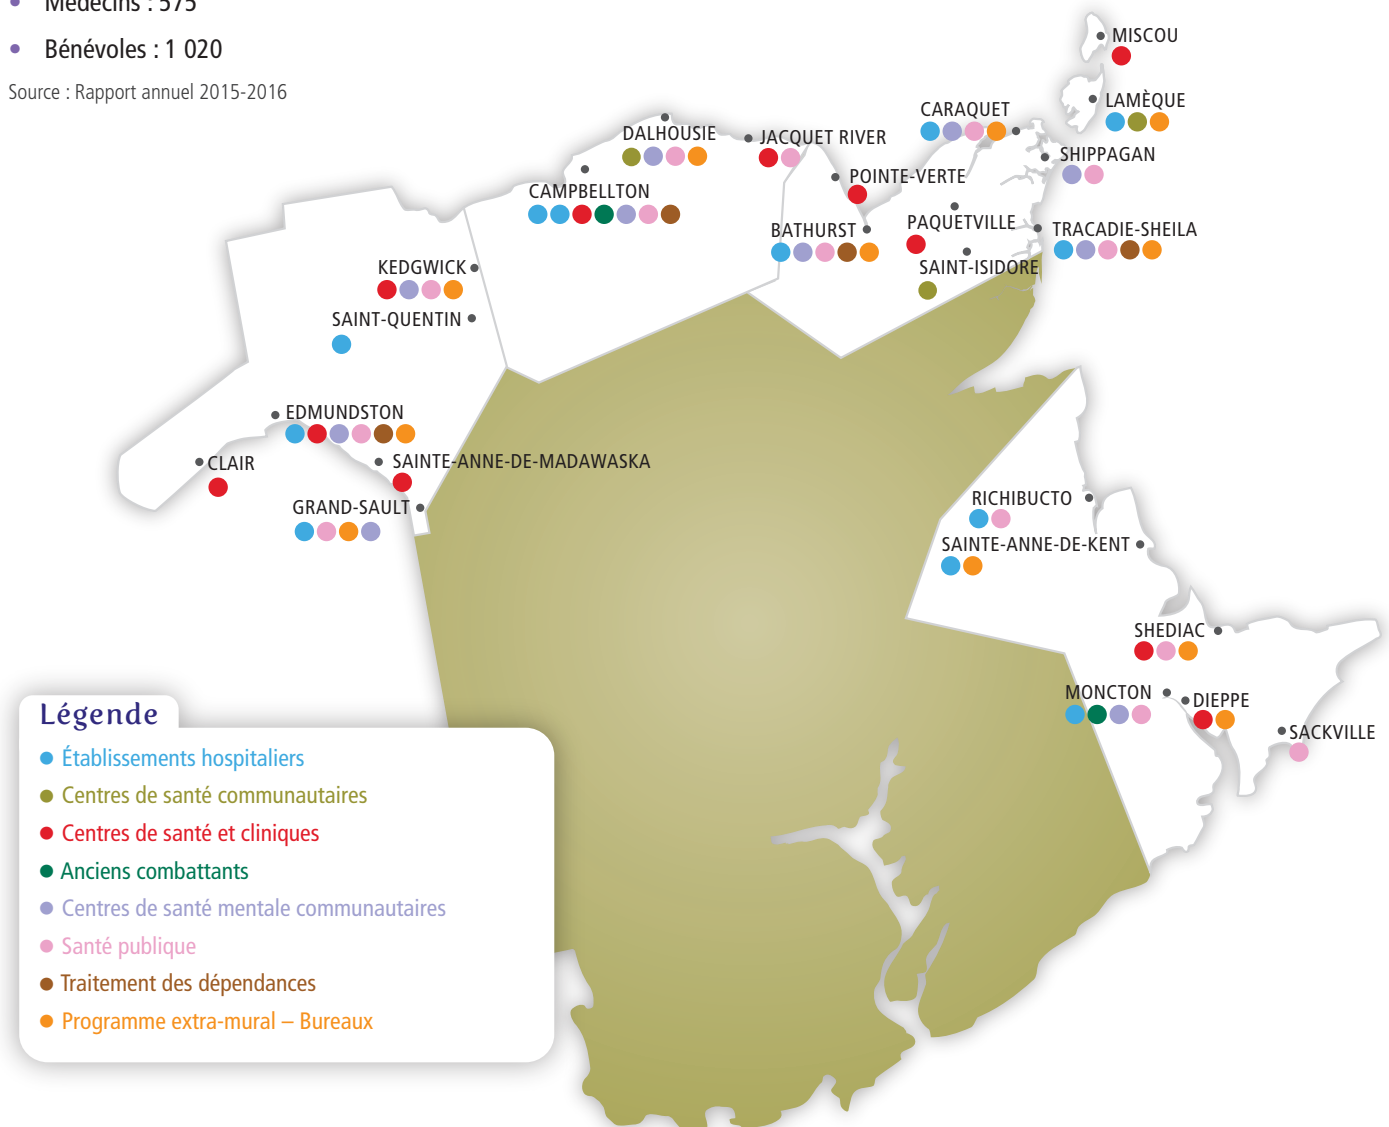 • Médecins : 575
• Bénévoles : 1 020
Source : Rapport annuel 2015-2016
MISCOU
LAMÈQUE
CARAQUET
SHIPPAGAN
DALHOUSIE
JACQUET RIVER
POINTE-VERTE
CAMPBELLTON
PAQUETVILLE
BATHURST
TRACADIE-SHEILA
SAINT-ISIDORE
KEDGWICK
SAINT-QUENTIN
EDMUNDSTON
CLAIR
SAINTE-ANNE-DE-MADAWASKA
GRAND-SAULT
RICHIBUCTO
SAINTE-ANNE-DE-KENT
SHEDIAC
MONCTON
DIEPPE
SACKVILLE
Légende
Établissements hospitaliers
Centres de santé communautaires
Centres de santé et cliniques
Anciens combattants
Centres de santé mentale communautaires
Santé publique
Traitement des dépendances
Programme extra-mural – Bureaux